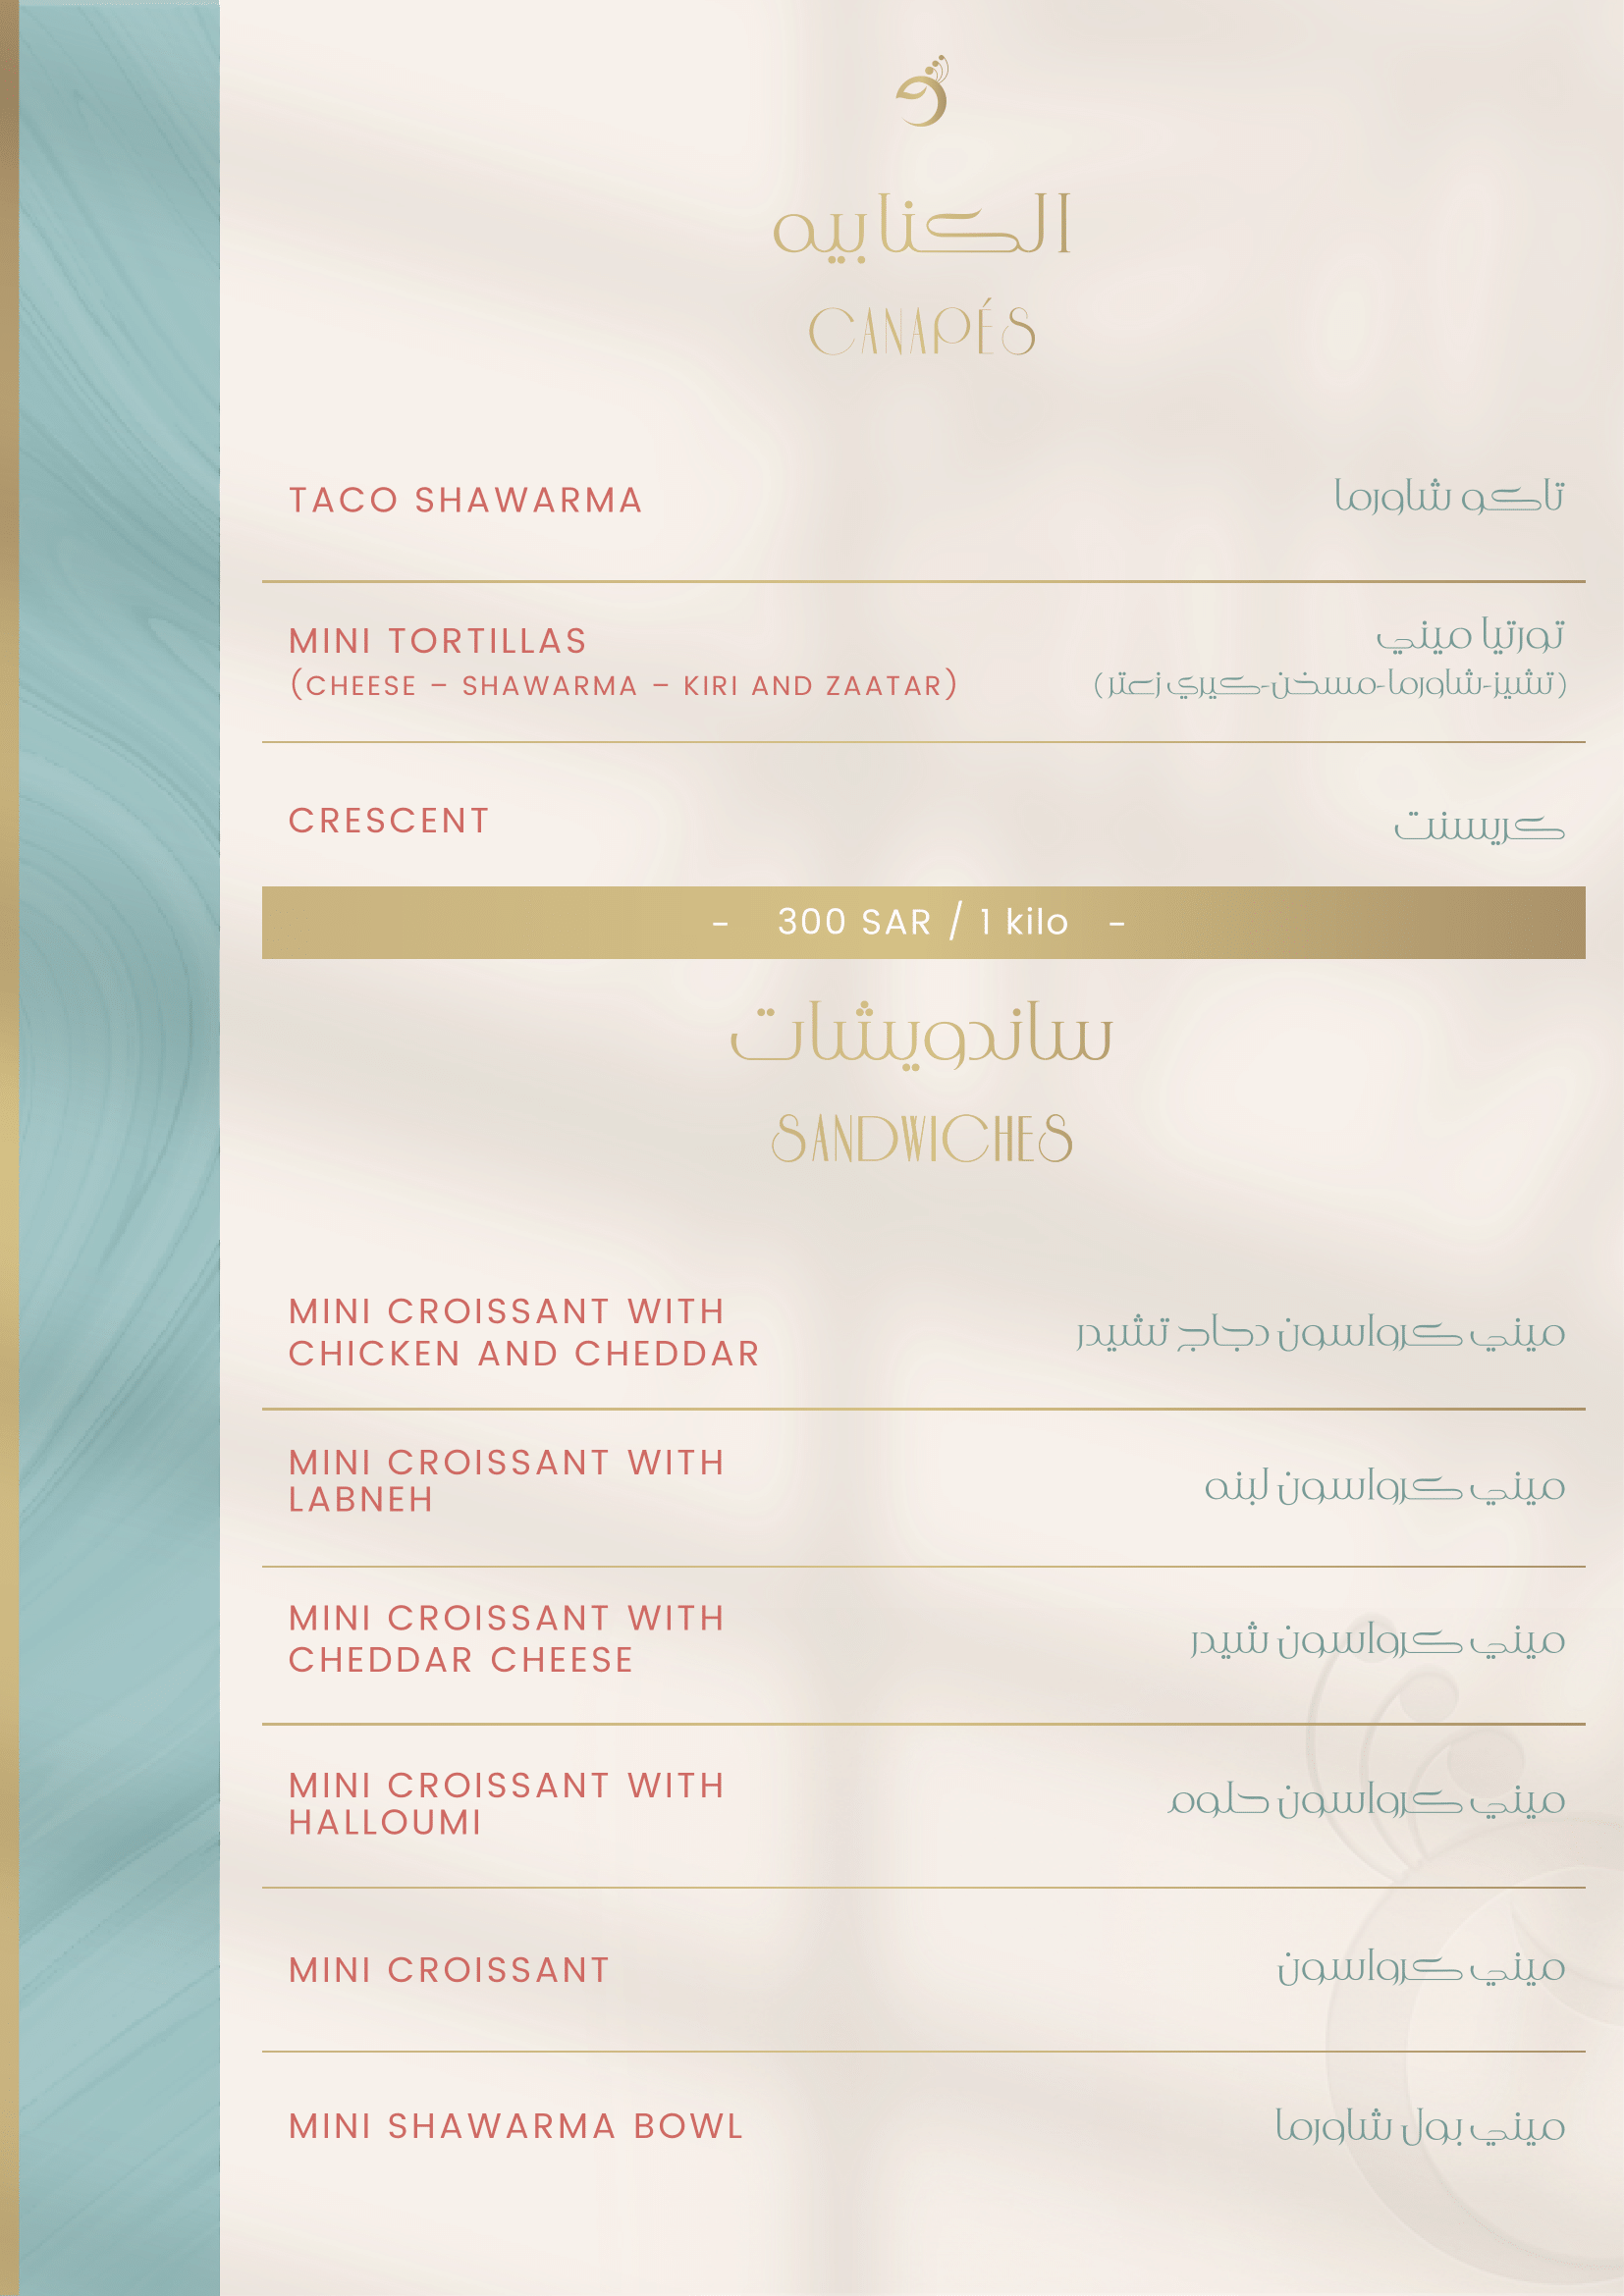 الكنابيه
CANAPÉS
TACO SHAWARMA
تاكو شاورما
MINI TORTILLAS
تورتيا ميني
(CHEESE – SHAWARMA – KIRI AND ZAATAR)
(تشيز-شاورما-مسخن-كيري زعتر)
CRESCENT
كريسنت
- 300 SAR / 1 kilo -
ساندويشات
SANDWICHES
MINI CROISSANT WITH
CHICKEN AND CHEDDAR
ميني كرواسون دجاج تشيدر
MINI CROISSANT WITH
LABNEH
ميني كرواسون لبنه
MINI CROISSANT WITH
CHEDDAR CHEESE
ميني كرواسون شيدر
MINI CROISSANT WITH
HALLOUMI
ميني كرواسون حلوم
MINI CROISSANT
ميني كرواسون
MINI SHAWARMA BOWL
ميني بول شاورما